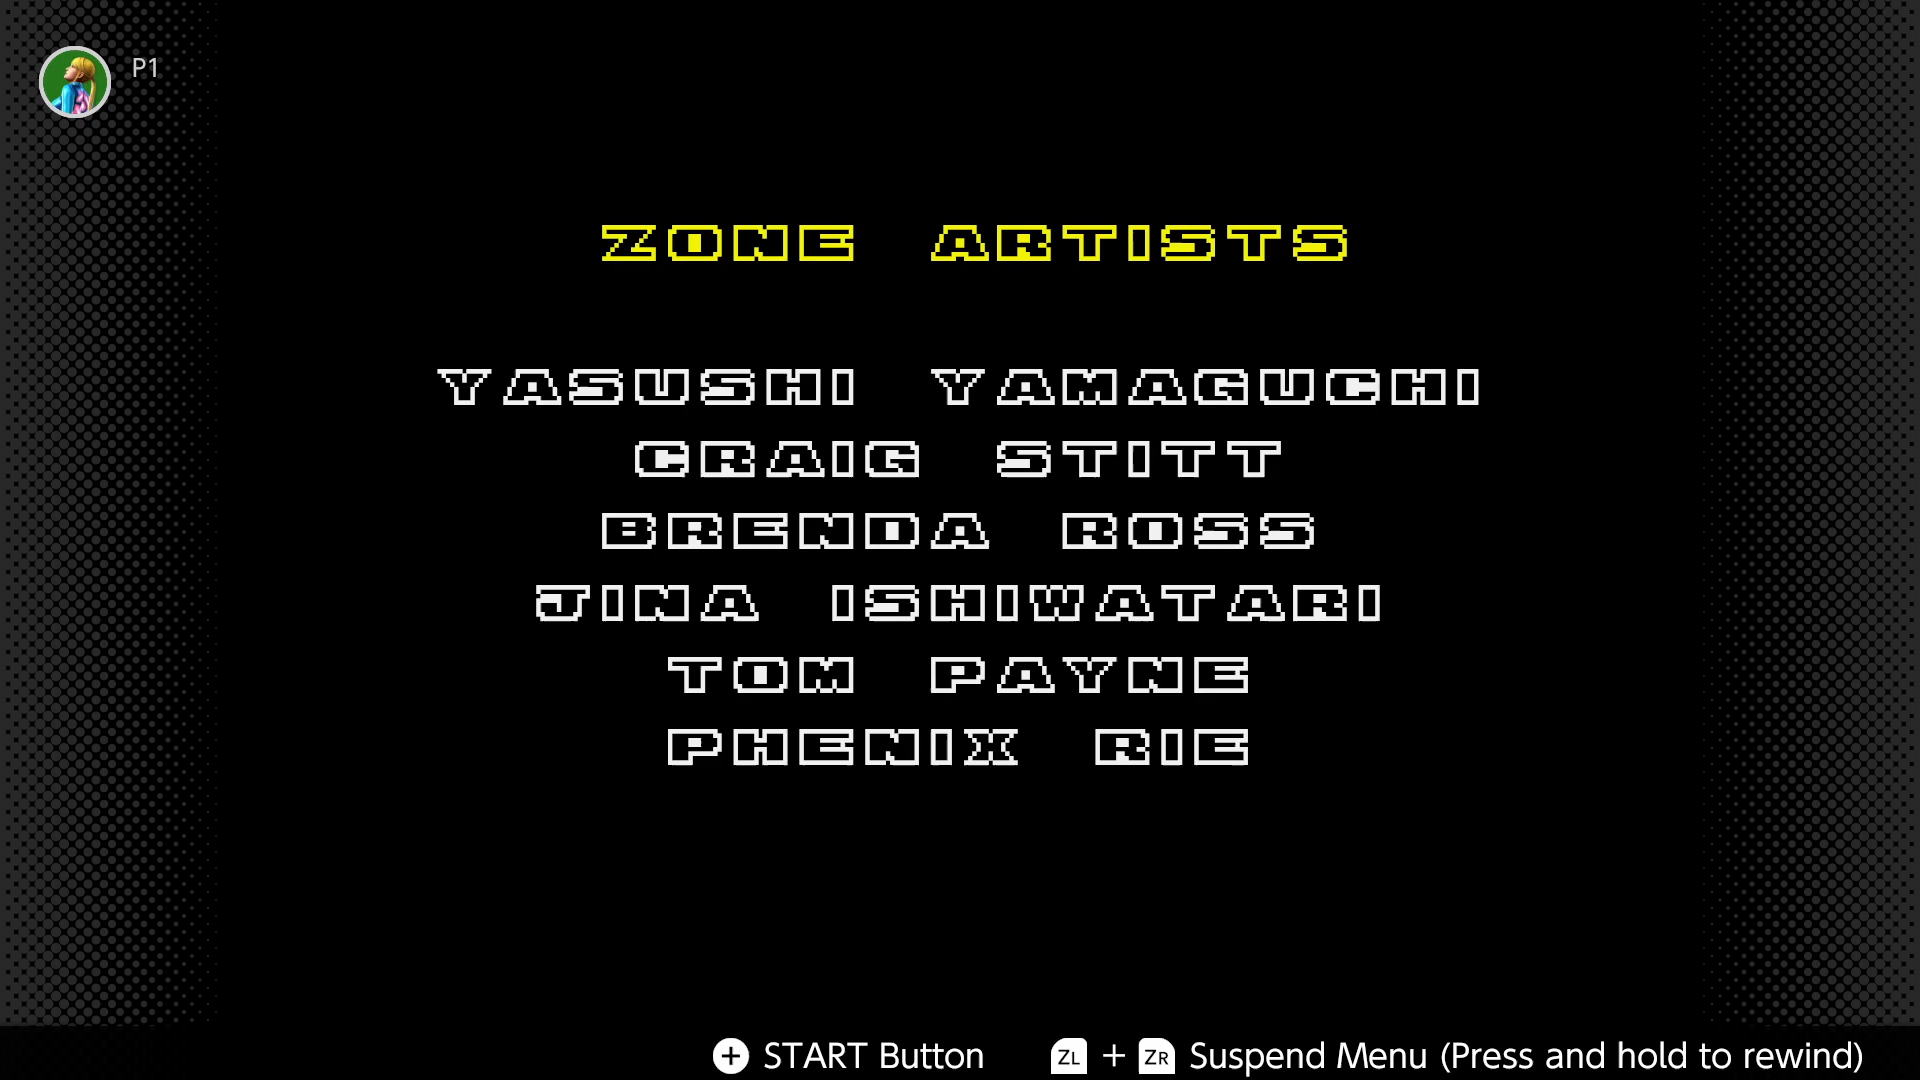 P1
ZONE ARTISTS
YASUSHI YAMAGUCHI
CRAIG STITT
BRENDA ROSS
JINA ISHIWATARI
TOM PAYNE
PHENIX RIE
+ START Button ZL + ZR Suspend Menu (Press and hold to rewind)